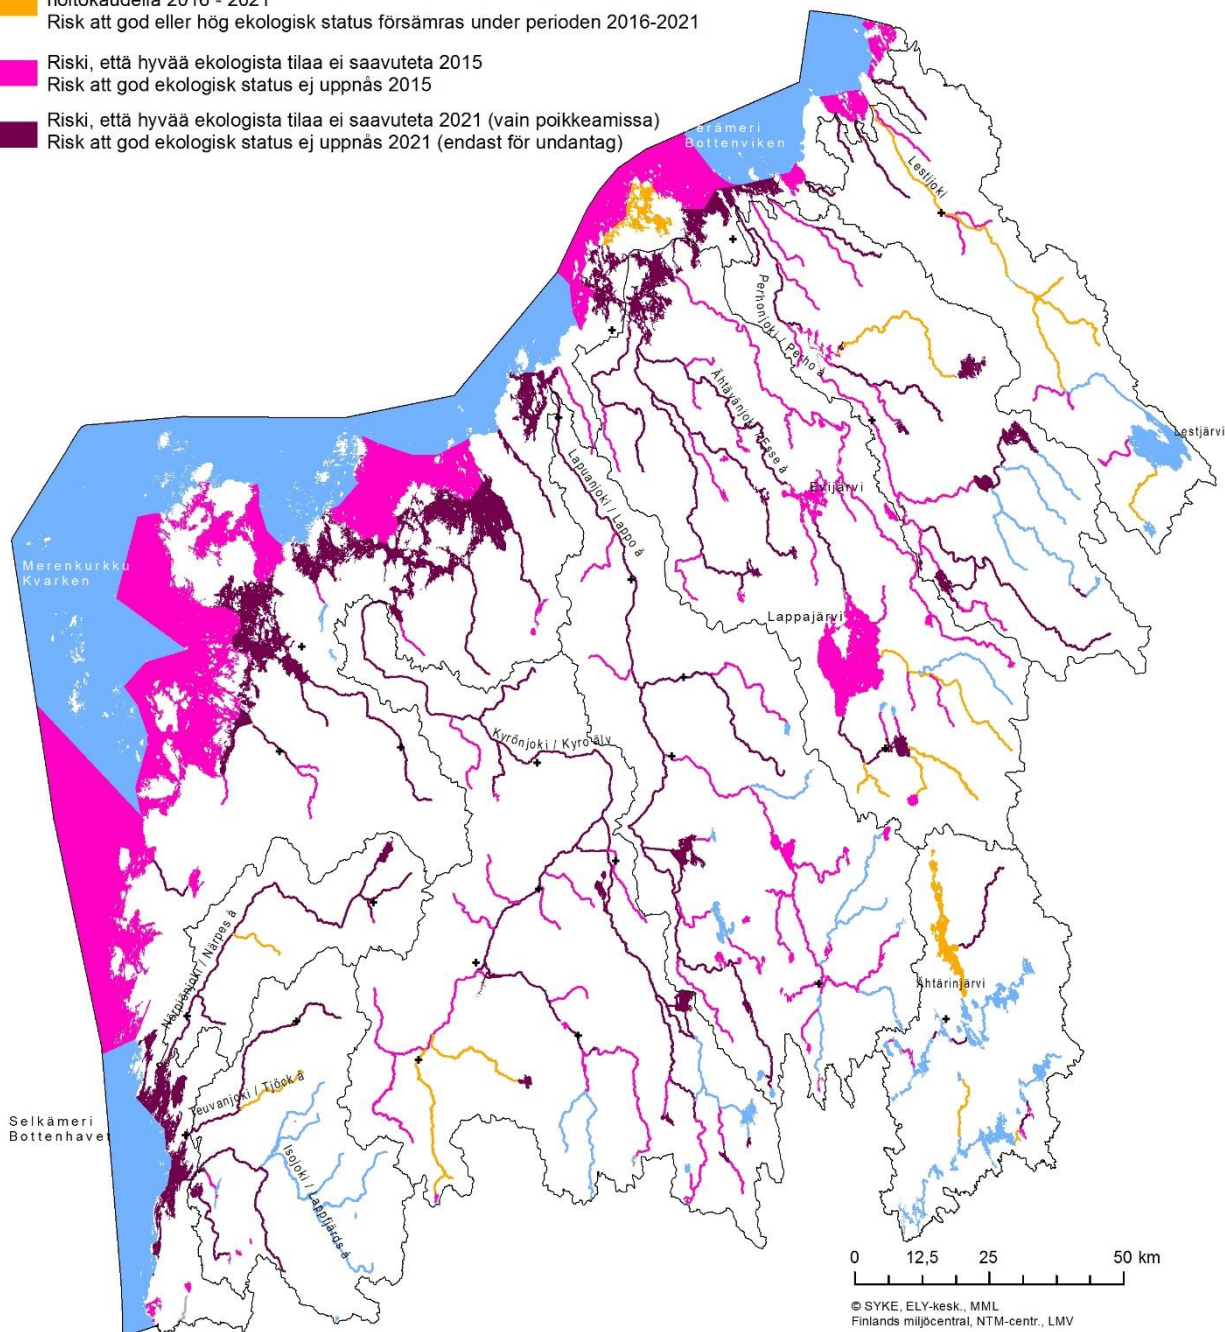 hoitokaudella 2016 - 2021
Risk att god eller hög ekologisk status försämras under perioden 2016-2021
Riski, että hyvää ekologista tilaa ei saavuteta 2015
Risk att god ekologisk status ej uppnås 2015
Riski, että hyvää ekologista tilaa ei saavuteta 2021 (vain poikkeamissa)
Risk att god ekologisk status ej uppnås 2021 (endast för undantag)
Perämeri
Bottenviken
Lestijoki
Perhonjoki / Perho å
Ähtävänjoki / Esse å
Lestjärvi
Lapuanjoki / Lappo å
Evijärvi
Merenkurkku
Kvarken
Lappajärvi
Kyrönjoki / Kyro älv
Närpiönjoki / Närpes å
Ähtärinjärvi
Teuvanjoki / Tjöck å
Selkämeri
Bottenhavet
Isojoki / Lappfjärds å
0 12,5 25 50 km
© SYKE, ELY-kesk., MML
Finlands miljöcentral, NTM-centr., LMV